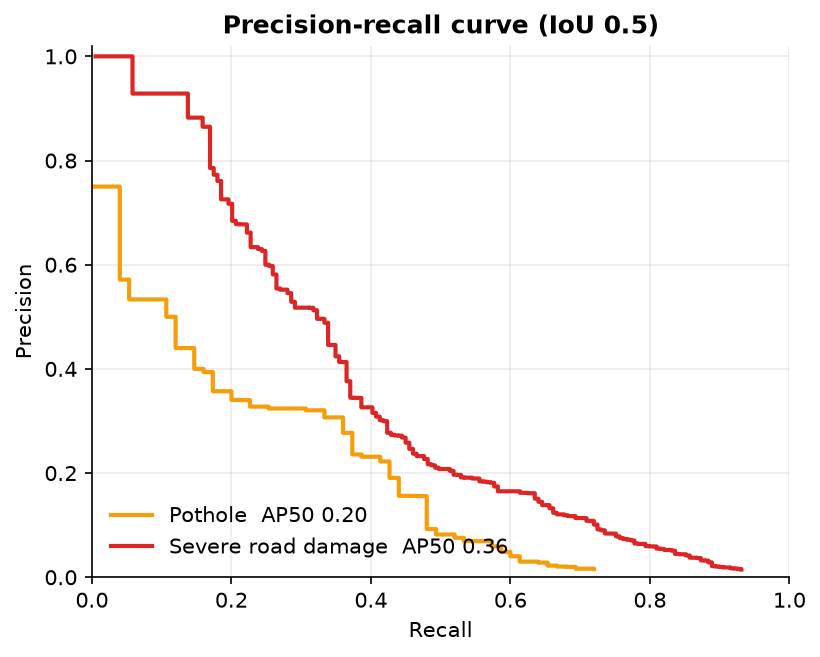 Precision-recall curve (IoU 0.5)
1.0
0.8
0.6
0.4
0.2
0.0
Precision
Pothole  AP50 0.20
Severe road damage  AP50 0.36
0.0 0.2 0.4 0.6 0.8 1.0
Recall